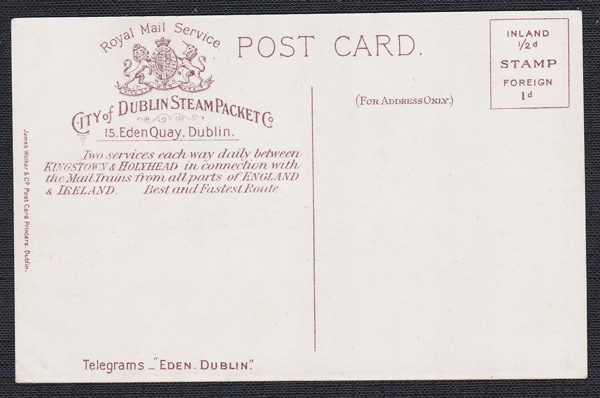 Royal Mail Service
POST CARD.
INLAND
½d
STAMP
FOREIGN
1d
CITY of DUBLIN STEAM PACKET Co
15, Eden Quay, Dublin.
(FOR ADDRESS ONLY.)
Two services each way daily between
KINGSTOWN & HOLYHEAD in connection with
the Mail Trains from all parts of ENGLAND
& IRELAND. Best and Fastest Route.
James Walker & Co Post Card Printers Dublin.
Telegrams _ "EDEN. DUBLIN".